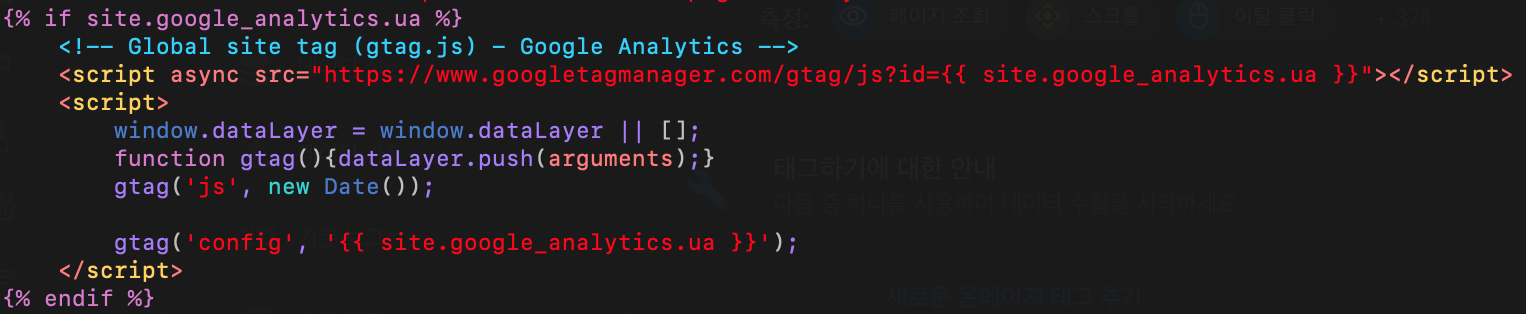 {% if site.google_analytics.ua %}
측정: 페이지 조회 스크롤 이탈 클릭 + 3개
    <!-- Global site tag (gtag.js) - Google Analytics -->
    <script async src="https://www.googletagmanager.com/gtag/js?id={{ site.google_analytics.ua }}"></script>
    <script>
        window.dataLayer = window.dataLayer || [];
        function gtag(){dataLayer.push(arguments);}
태그하기에 대한 안내
        gtag('js', new Date());
다음 중 하나를 사용하여 데이터 수집을 시작하세요.
        gtag('config', '{{ site.google_analytics.ua }}');
    </script>
{% endif %}
새로운 온페이지 태그 추가